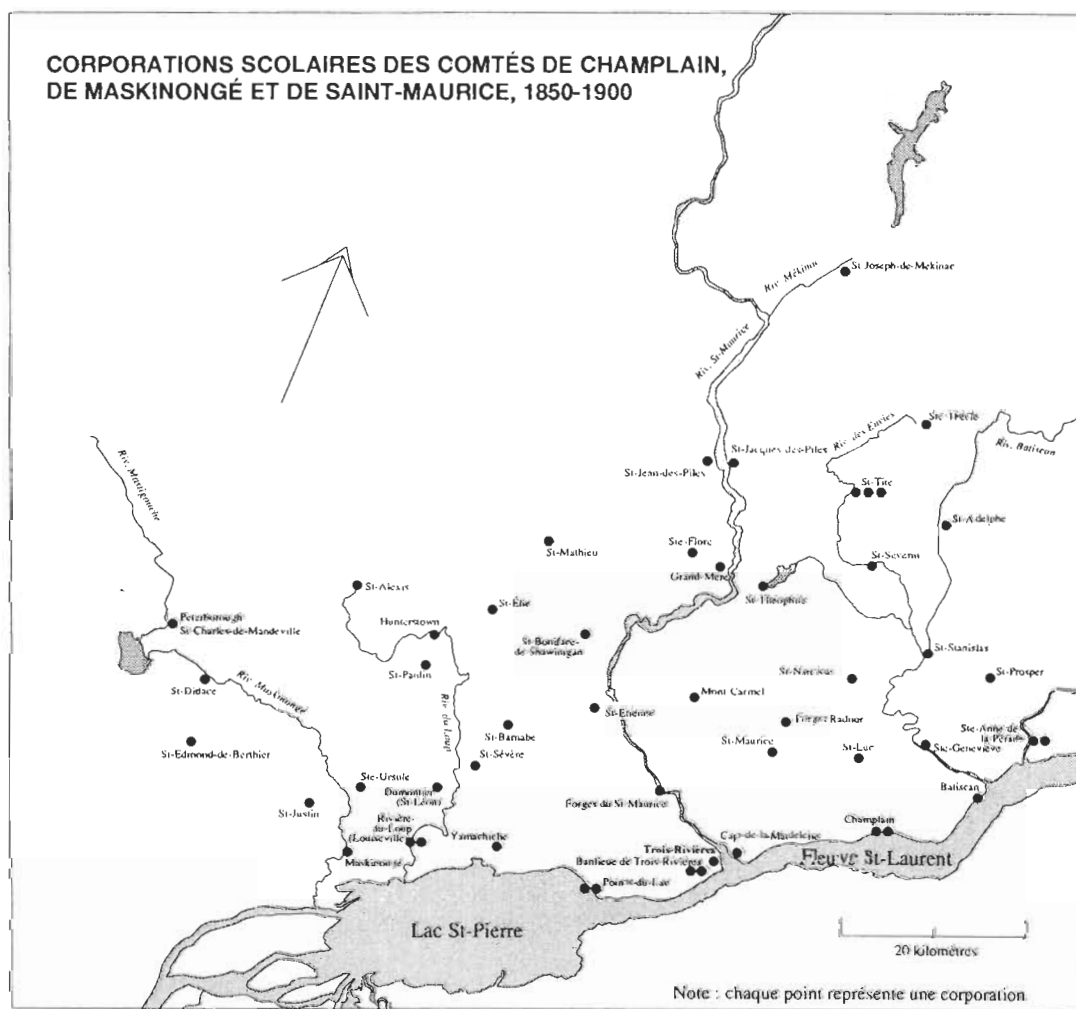 CORPORATIONS SCOLAIRES DES COMTÉS DE CHAMPLAIN,
DE MASKINONGÉ ET DE SAINT-MAURICE, 1850-1900
St-Joseph-de-Mékinac
Riv. Mékinac
Riv. St-Maurice
Ste-Thècle
Riv. des Envies
Riv. Batiscan
Riv. Mastigouche
St-Jacques-des-Piles
St-Jean-des-Piles
St-Tite
St-Adelphe
St-Mathieu
Ste-Flore
Grand-Mère
St-Séverin
St-Théophile
St-Alexis
St-Élie
Peterborough
St-Charles-de-Mandeville
Hunterstown
St-Boniface-
de-Shawinigan
St-Stanislas
St-Paulin
St-Didace
Riv. Maskinongé
St-Narcisse
St-Prosper
Mont-Carmel
Riv. du Loup
St-Étienne
Forges Radnor
St-Barnabé
St-Edmond-de-Berthier
St-Sévère
St-Maurice
St-Luc
Ste-Geneviève
Ste-Anne-de
la-Pérade
Ste-Ursule
Dumontier
(St-Léon)
St-Justin
Forges du St-Maurice
Batiscan
Rivière-
du-Loup
(Louiseville)
Yamachiche
Champlain
Maskinongé
Trois-Rivières
Cap-de-la-Madeleine
Banlieue de Trois-Rivières
Fleuve St-Laurent
Pointe-du-Lac
Lac St-Pierre
20 kilomètres
Note : chaque point représente une corporation